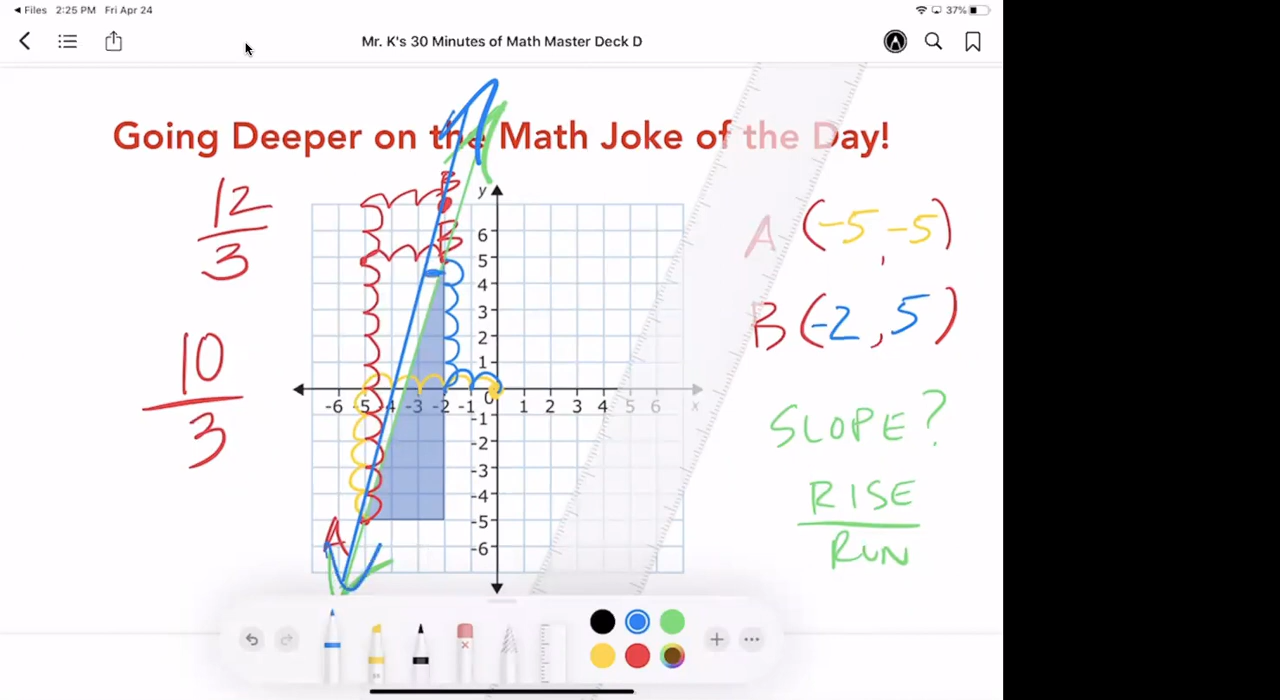 Files 2:25 PM Fri Apr 24 37%
Mr. K's 30 Minutes of Math Master Deck D
Going Deeper on the Math Joke of the Day!
12
3
10
3
B
B
y
6
5
4
3
2
1
-6 -5 -4 -3 -2 -1 0 1 2 3 4 5 6 x
-1
-2
-3
-4
-5
-6
A
A (-5, -5)
B (-2, 5)
SLOPE?
RISE
RUN